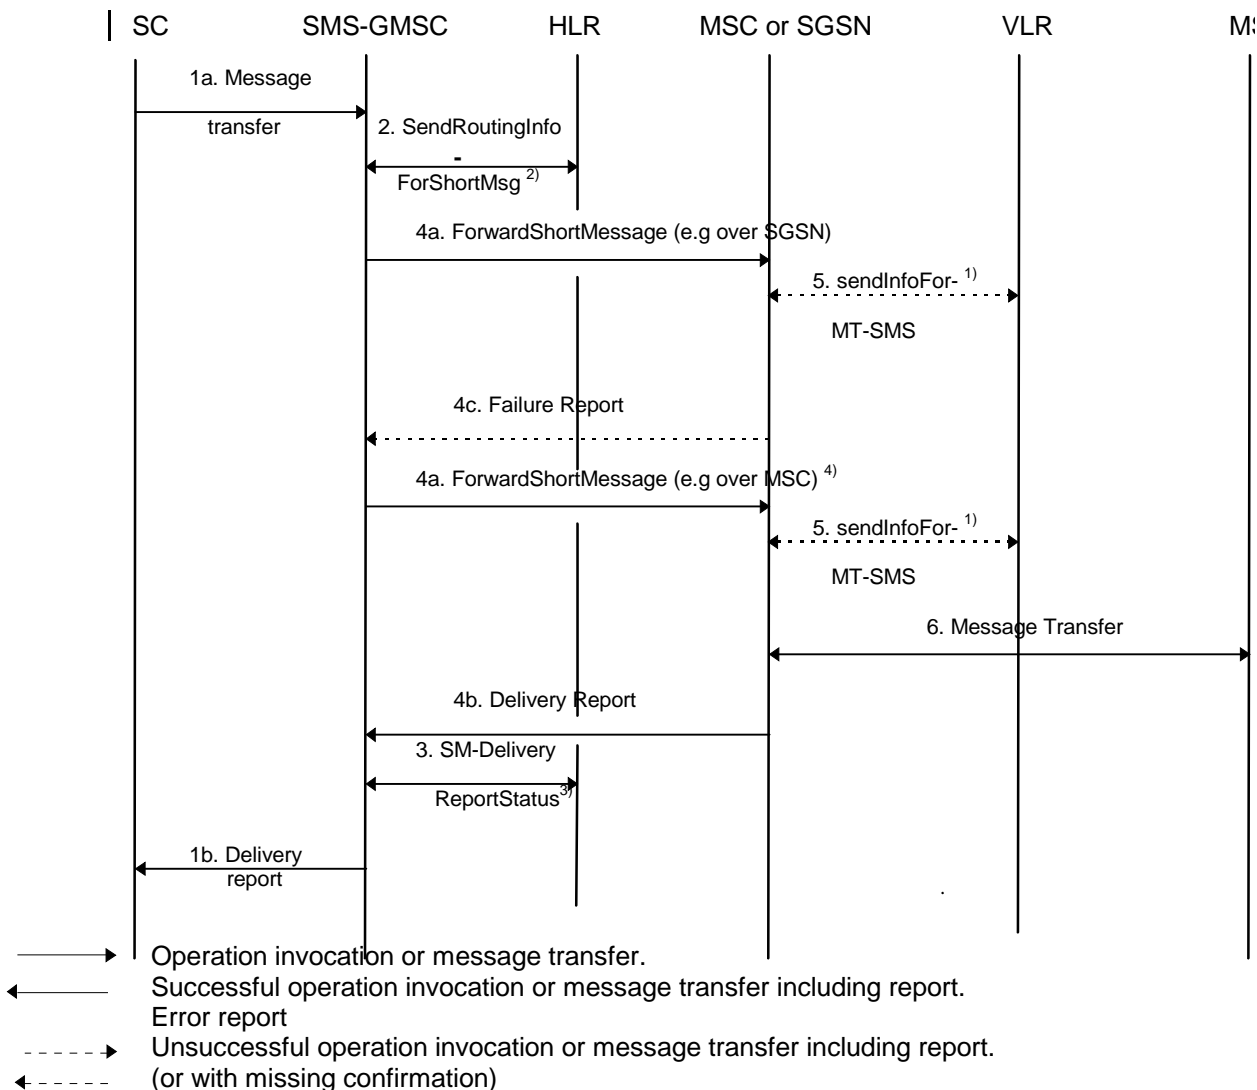 SC SMS-GMSC HLR MSC or SGSN VLR MS
1a. Message
transfer
2. SendRoutingInfo
-
ForShortMsg 2)
4a. ForwardShortMessage (e.g over SGSN)
5. sendInfoFor- 1)
MT-SMS
4c. Failure Report
4a. ForwardShortMessage (e.g over MSC) 4)
5. sendInfoFor- 1)
MT-SMS
6. Message Transfer
4b. Delivery Report
3. SM-Delivery
ReportStatus3)
1b. Delivery
report
.
Operation invocation or message transfer.
Successful operation invocation or message transfer including report.
Error report
Unsuccessful operation invocation or message transfer including report.
(or with missing confirmation)